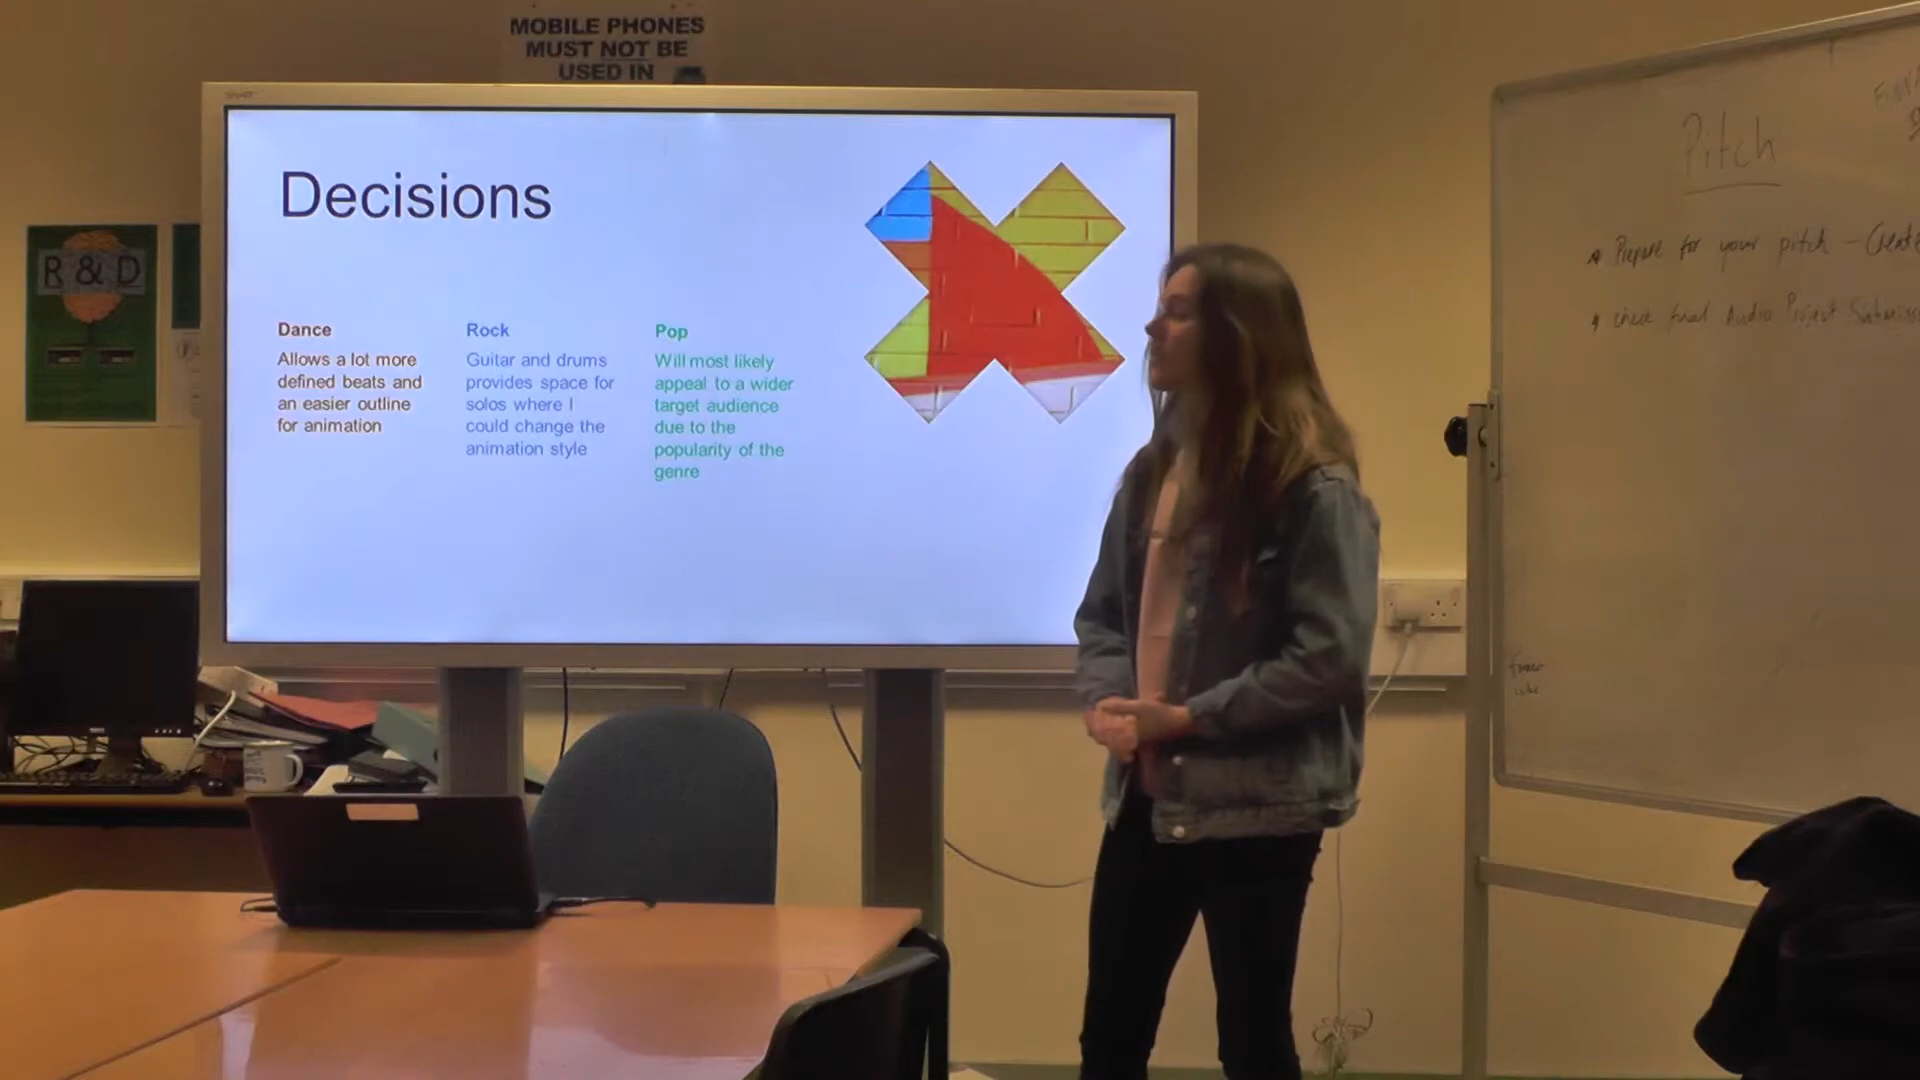 MOBILE PHONES
MUST NOT BE
USED IN
R & D
Decisions
Dance
Allows a lot more
defined beats and
an easier outline
for animation
Rock
Guitar and drums
provides space for
solos where I
could change the
animation style
Pop
Will most likely
appeal to a wider
target audience
due to the
popularity of the
genre
Pitch
Prepare for your pitch - Create
check final Audio Project